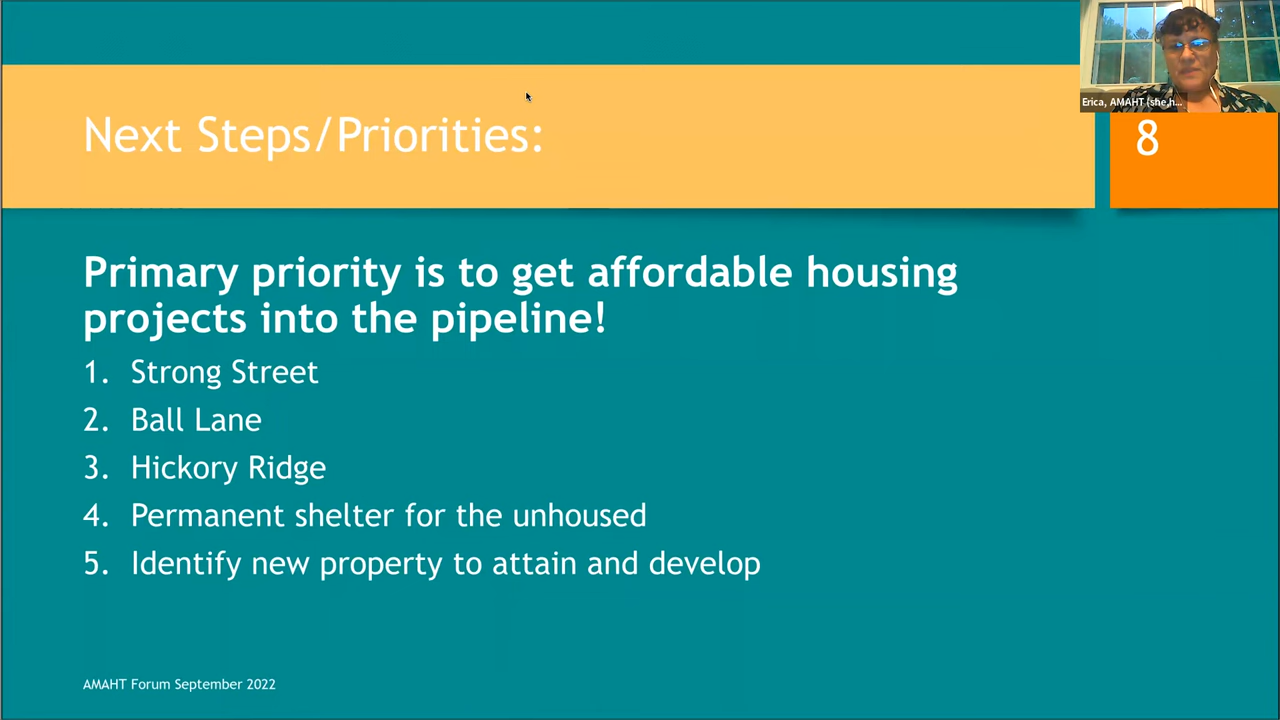 Next Steps/Priorities:
8
Erica, AMAHT (she,h...
Primary priority is to get affordable housing
projects into the pipeline!
1. Strong Street
2. Ball Lane
3. Hickory Ridge
4. Permanent shelter for the unhoused
5. Identify new property to attain and develop
AMAHT Forum September 2022